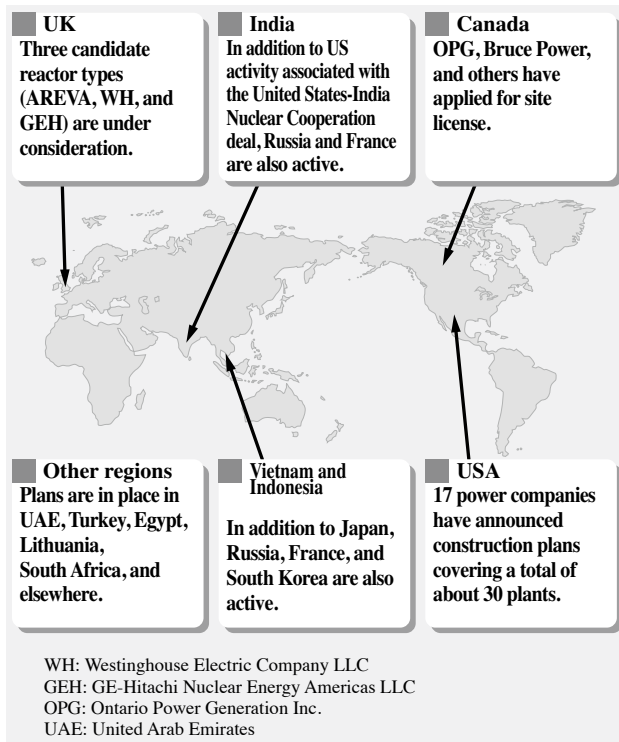 UK
Three candidate
reactor types
(AREVA, WH, and
GEH) are under
consideration.
India
In addition to US
activity associated with
the United States-India
Nuclear Cooperation
deal, Russia and France
are also active.
Canada
OPG, Bruce Power,
and others have
applied for site
license.
Other regions
Plans are in place in
UAE, Turkey, Egypt,
Lithuania,
South Africa, and
elsewhere.
Vietnam and
Indonesia
In addition to Japan,
Russia, France, and
South Korea are also
active.
USA
17 power companies
have announced
construction plans
covering a total of
about 30 plants.
WH: Westinghouse Electric Company LLC
GEH: GE-Hitachi Nuclear Energy Americas LLC
OPG: Ontario Power Generation Inc.
UAE: United Arab Emirates